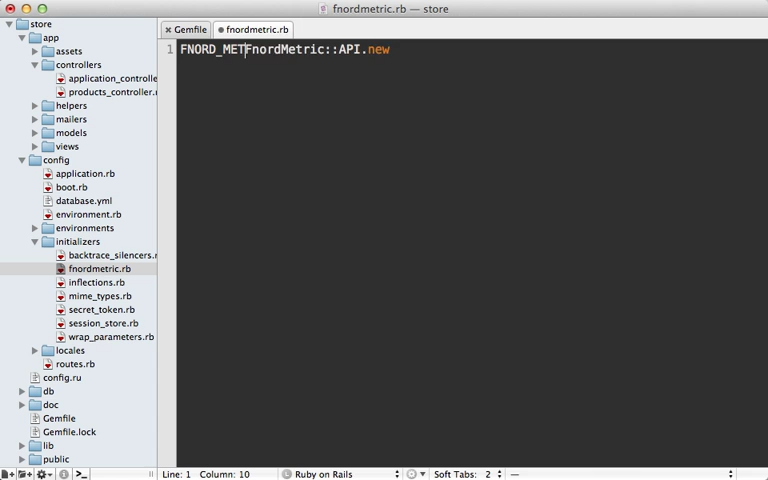 fnordmetric.rb — store
store
app
assets
controllers
application_controlle
products_controller.r
helpers
mailers
models
views
config
application.rb
boot.rb
database.yml
environment.rb
environments
initializers
backtrace_silencers.r
fnordmetric.rb
inflections.rb
mime_types.rb
secret_token.rb
session_store.rb
wrap_parameters.rb
locales
routes.rb
config.ru
db
doc
Gemfile
Gemfile.lock
lib
public
Gemfile fnordmetric.rb
1 FNORD_METFnordMetric::API.new
Line: 1 Column: 10 Ruby on Rails Soft Tabs: 2 —